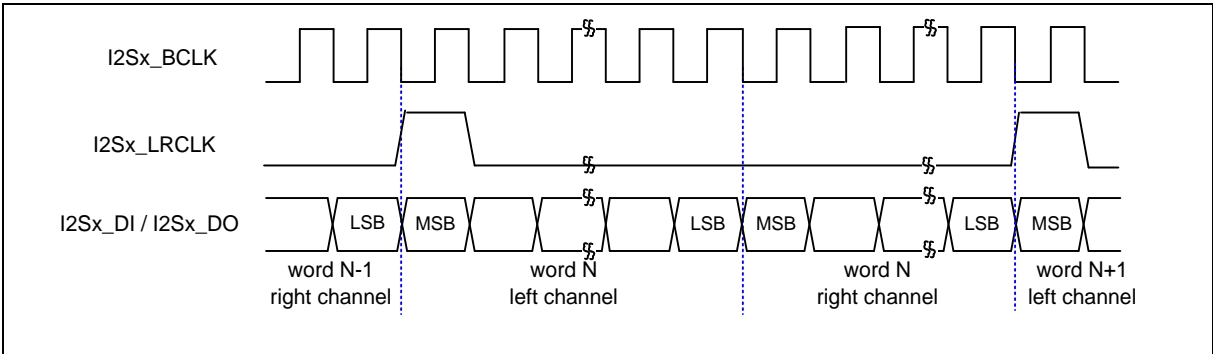 I2Sx_BCLK
I2Sx_LRCLK
I2Sx_DI / I2Sx_DO
LSB
MSB
LSB
MSB
LSB
MSB
word N-1
right channel
word N
left channel
word N
right channel
word N+1
left channel